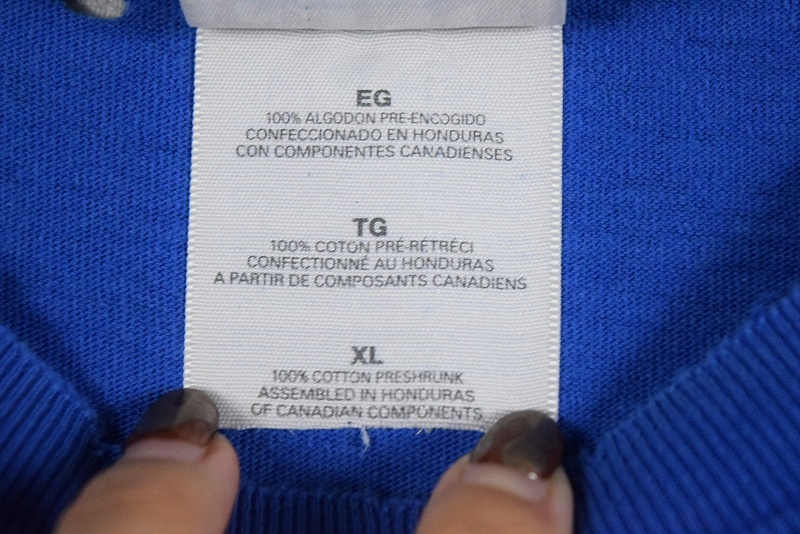 EG
100% ALGODON PRE-ENCOGIDO
CONFECCIONADO EN HONDURAS
CON COMPONENTES CANADIENSES
TG
100% COTON PRÉ-RÉTRÉCI
CONFECTIONNÉ AU HONDURAS
A PARTIR DE COMPOSANTS CANADIENS
XL
100% COTTON PRESHRUNK
ASSEMBLED IN HONDURAS
OF CANADIAN COMPONENTS